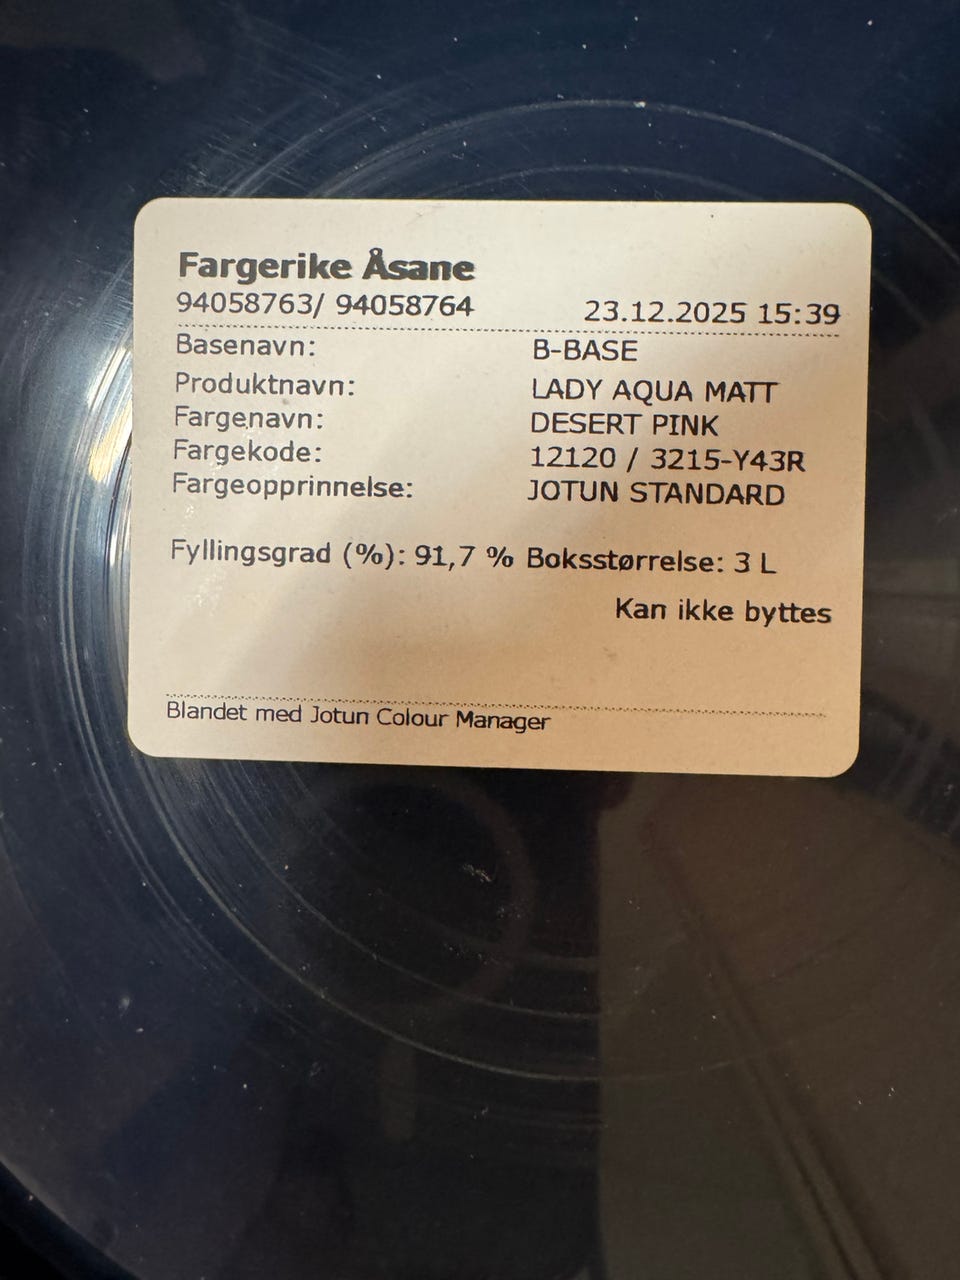 Fargerike Åsane
94058763/ 94058764 23.12.2025 15:39
Basenavn: B-BASE
Produktnavn: LADY AQUA MATT
Fargenavn: DESERT PINK
Fargekode: 12120 / 3215-Y43R
Fargeopprinnelse: JOTUN STANDARD
Fyllingsgrad (%): 91,7 % Boksstørrelse: 3 L
Kan ikke byttes
Blandet med Jotun Colour Manager